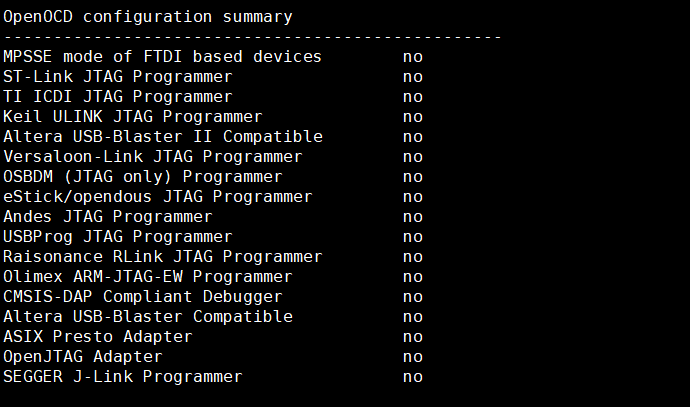 OpenOCD configuration summary
--------------------------------------------------
MPSSE mode of FTDI based devices        no
ST-Link JTAG Programmer                 no
TI ICDI JTAG Programmer                 no
Keil ULINK JTAG Programmer              no
Altera USB-Blaster II Compatible        no
Versaloon-Link JTAG Programmer          no
OSBDM (JTAG only) Programmer            no
eStick/opendous JTAG Programmer         no
Andes JTAG Programmer                   no
USBProg JTAG Programmer                 no
Raisonance RLink JTAG Programmer        no
Olimex ARM-JTAG-EW Programmer           no
CMSIS-DAP Compliant Debugger            no
Altera USB-Blaster Compatible           no
ASIX Presto Adapter                     no
OpenJTAG Adapter                        no
SEGGER J-Link Programmer                no